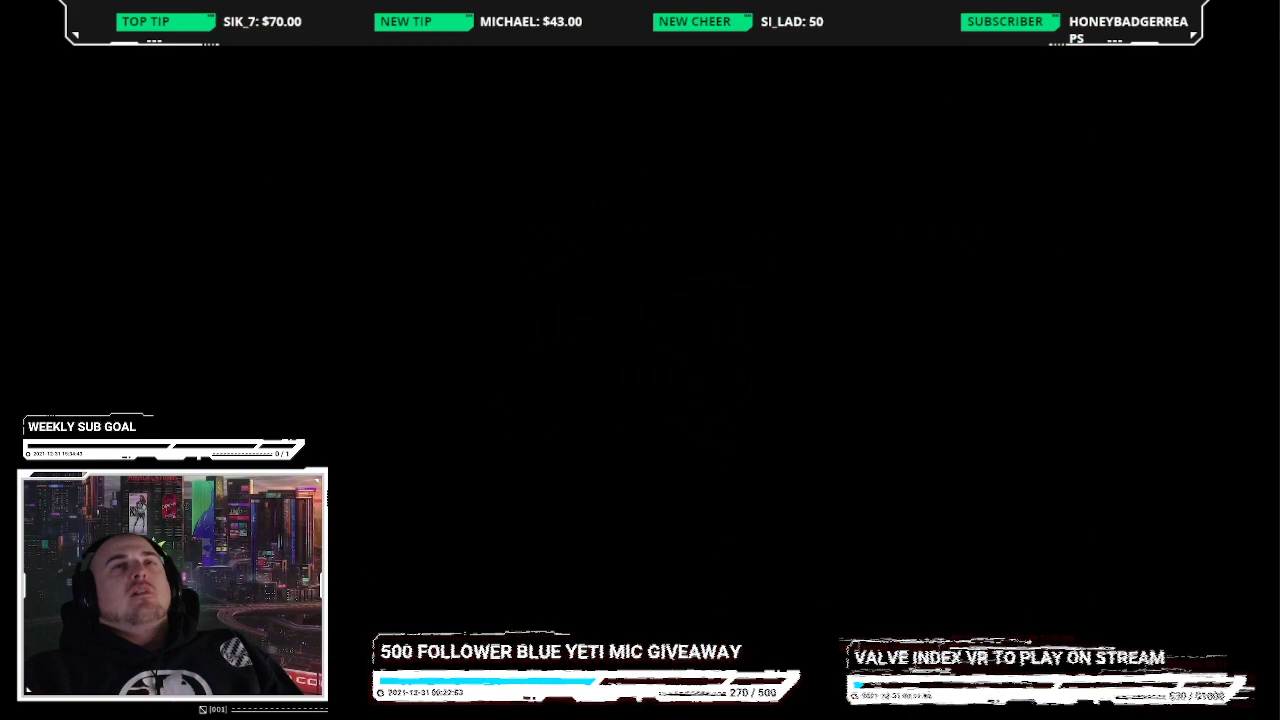 TOP TIP SIK_7: $70.00 NEW TIP MICHAEL: $43.00 NEW CHEER SI_LAD: 50 SUBSCRIBER HONEYBADGERREA
PS
WEEKLY SUB GOAL
0 / 1
500 FOLLOWER BLUE YETI MIC GIVEAWAY
270 / 500
VALVE INDEX VR TO PLAY ON STREAM
[001]